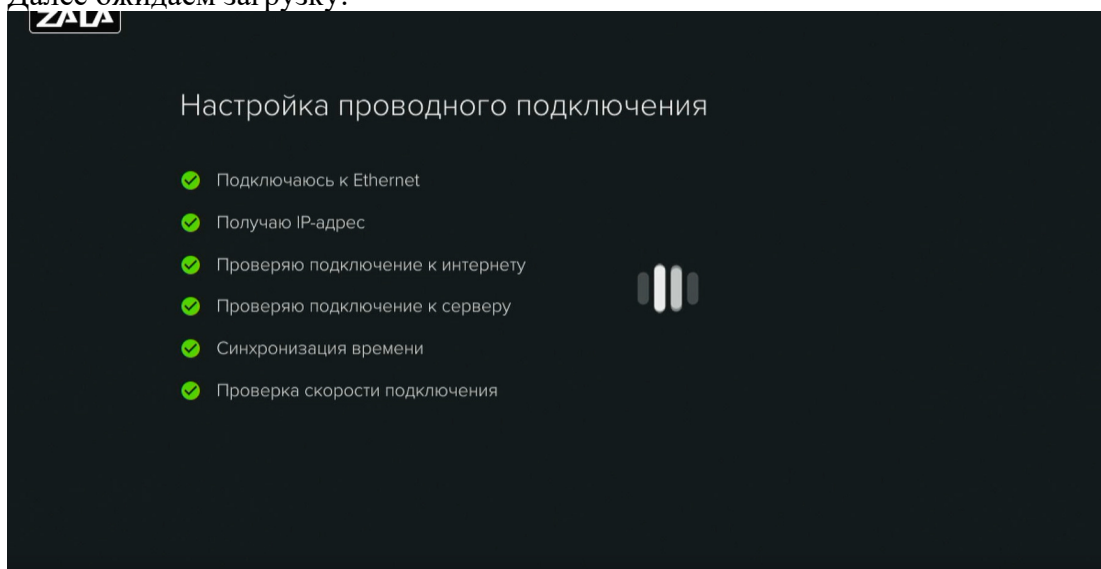 Далее ожидаем загрузку.
ZALA
Настройка проводного подключения
Подключаюсь к Ethernet
Получаю IP-адрес
Проверяю подключение к интернету
Проверяю подключение к серверу
Синхронизация времени
Проверка скорости подключения